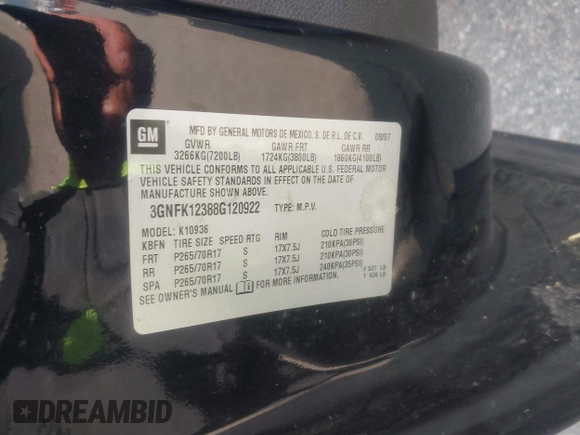 GM
MFD BY GENERAL MOTORS DE MEXICO, S. DE R.L. DE C.V. 08/07
GVWR GAWR FRT GAWR RR
3266KG(7200LB) 1724KG(3800LB) 1860KG(4100LB)
THIS VEHICLE CONFORMS TO ALL APPLICABLE U.S. FEDERAL MOTOR
VEHICLE SAFETY STANDARDS IN EFFECT ON THE DATE OF
MANUFACTURE SHOWN ABOVE.
3GNFK12388G120922 TYPE: M.P.V.
MODEL: K10936
KBFN TIRE SIZE SPEED RTG RIM COLD TIRE PRESSURE
FRT P265/70R17 S 17X7.5J 210KPA(30PSI)
RR P265/70R17 S 17X7.5J 210KPA(30PSI)
SPA P265/70R17 S 17X7.5J 240KPA(35PSI)
SEE OWNER'S MANUAL FOR MORE INFORMATION
DREAMBID